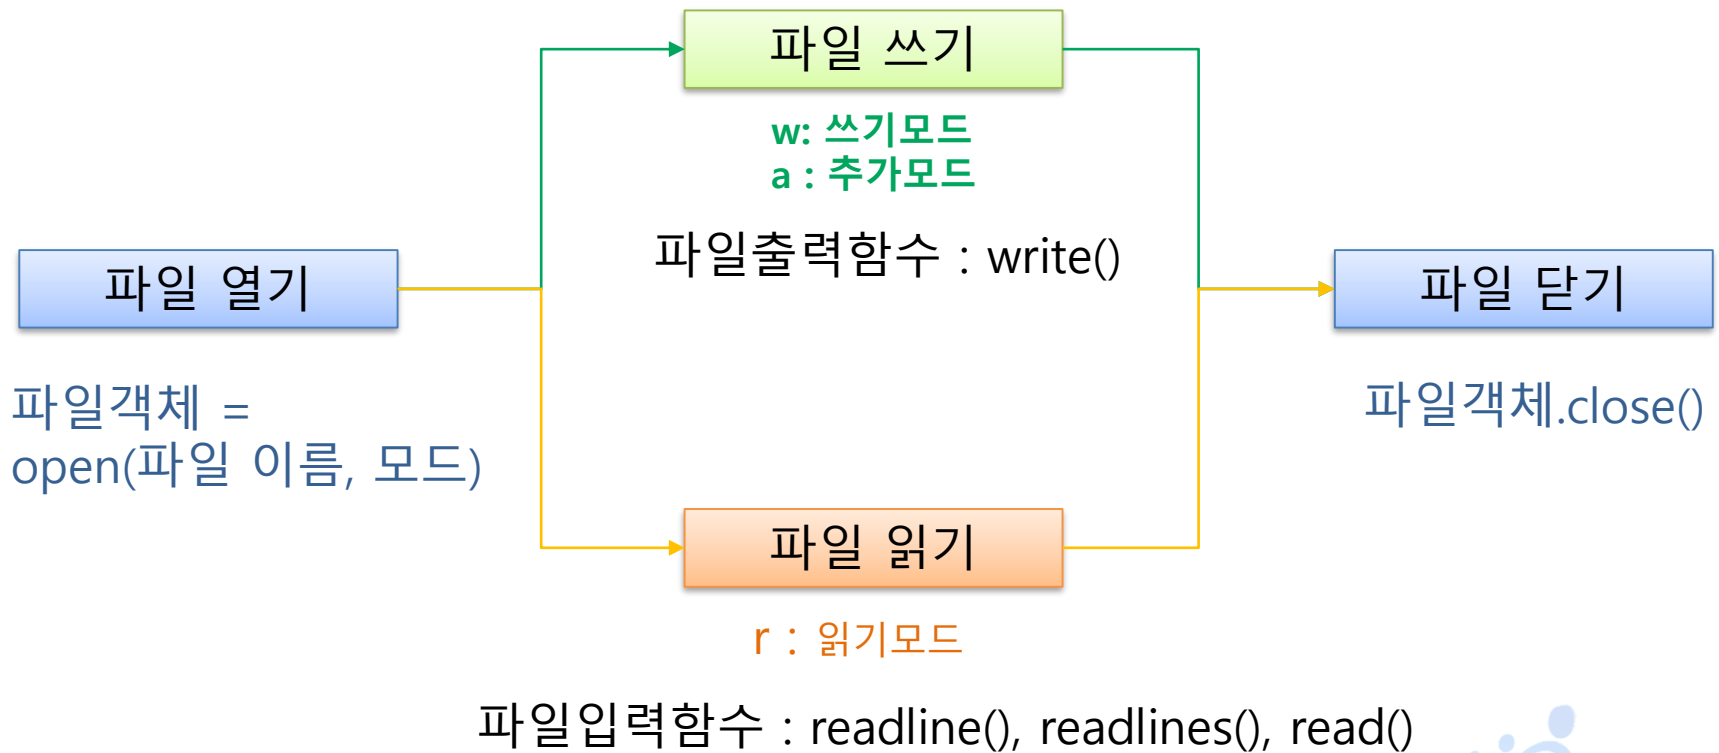 파일 쓰기
w: 쓰기모드
a : 추가모드
파일출력함수 : write()
파일 열기
파일객체 =
open(파일 이름, 모드)
파일 닫기
파일객체.close()
파일 읽기
r : 읽기모드
파일입력함수 : readline(), readlines(), read()